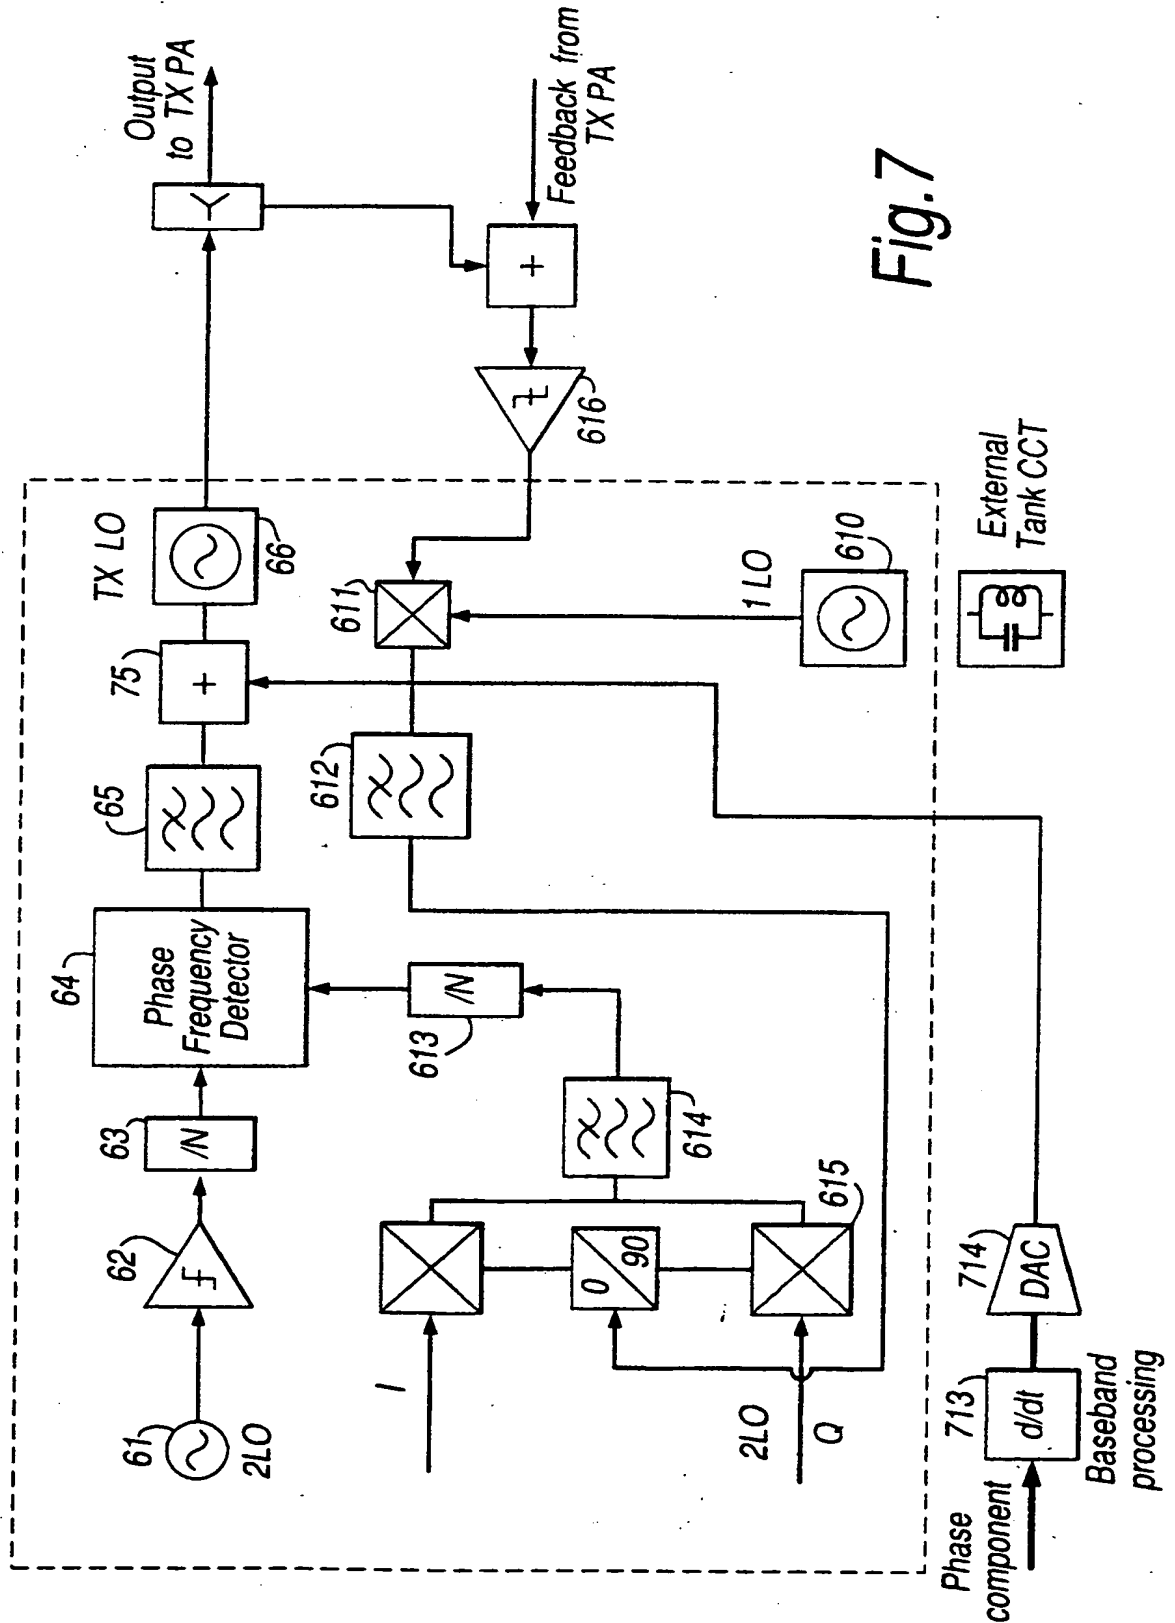 61
2LO
62
63
/N
64
Phase
Frequency
Detector
65
75
+
TX LO
66
Y
Output
to TX PA
I
0
90
2LO
Q
615
614
613
/N
612
611
1 LO
610
616
+
Feedback from
TX PA
Phase
component
713
d/dt
Baseband
processing
714
DAC
External
Tank CCT
Fig.7